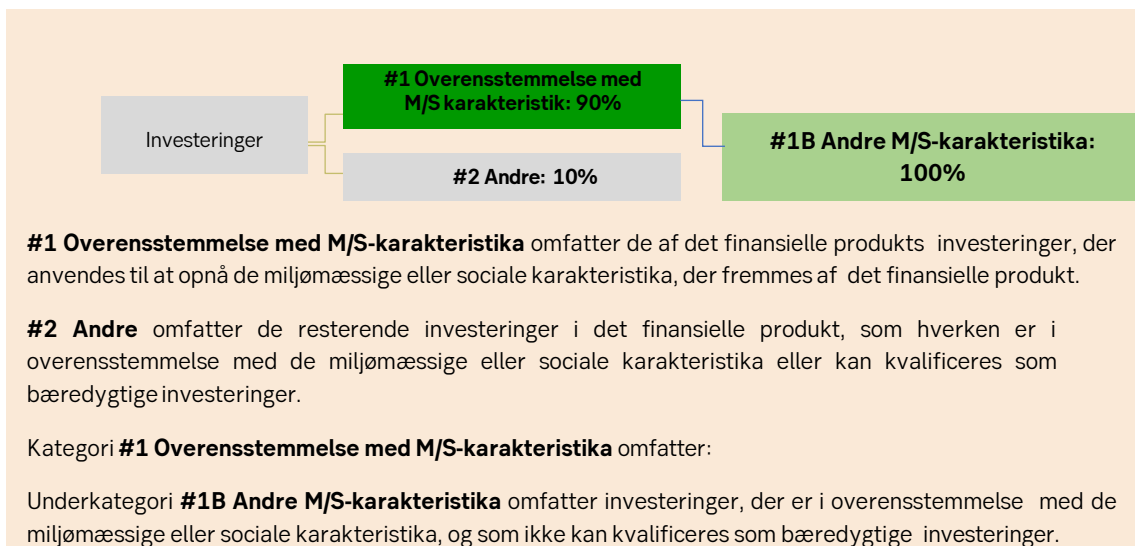 #1 Overensstemmelse med
M/S karakteristik: 90%
Investeringer
#2 Andre: 10%
#1B Andre M/S-karakteristika:
100%
#1 Overensstemmelse med M/S-karakteristika omfatter de af det finansielle produkts investeringer, der
anvendes til at opnå de miljømæssige eller sociale karakteristika, der fremmes af det finansielle produkt.
#2 Andre omfatter de resterende investeringer i det finansielle produkt, som hverken er i
overensstemmelse med de miljømæssige eller sociale karakteristika eller kan kvalificeres som
bæredygtige investeringer.
Kategori #1 Overensstemmelse med M/S-karakteristika omfatter:
Underkategori #1B Andre M/S-karakteristika omfatter investeringer, der er i overensstemmelse med de
miljømæssige eller sociale karakteristika, og som ikke kan kvalificeres som bæredygtige investeringer.